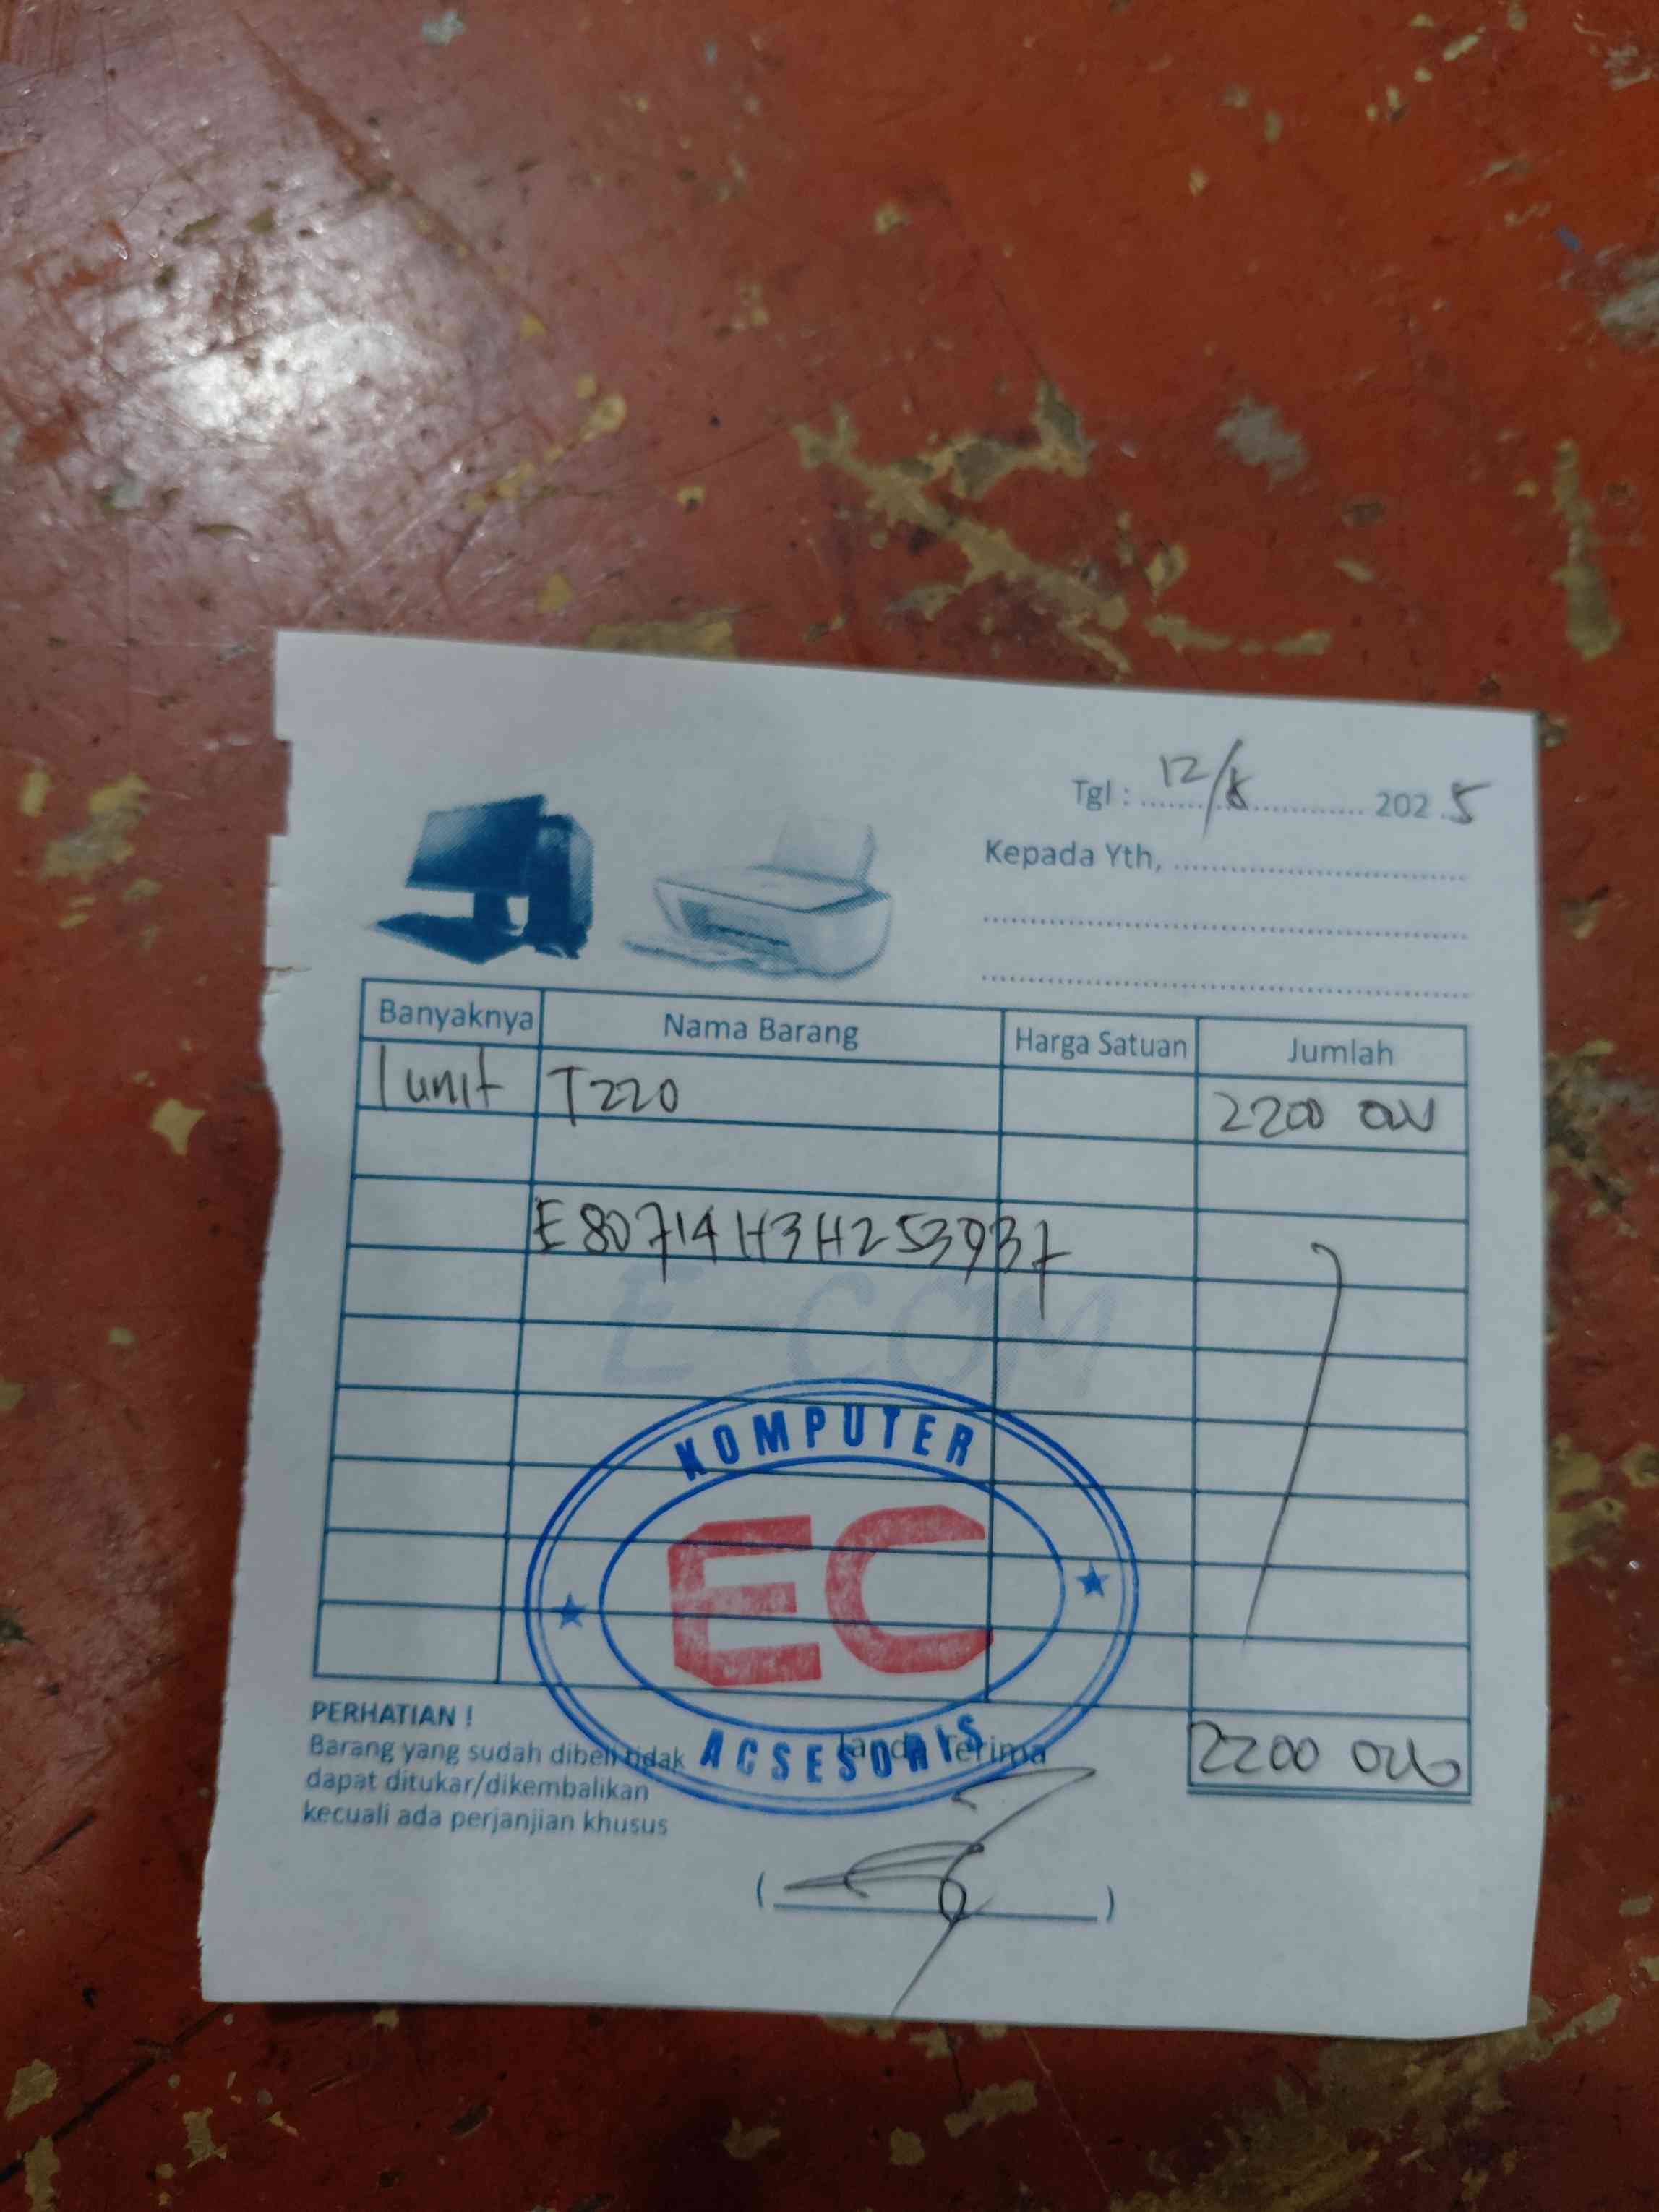 Tgl : 12/8 2025
Kepada Yth,
Banyaknya Nama Barang Harga Satuan Jumlah
1 unit T220 2200 000
E80714H3H253937
E-COM
KOMPUTER
EC
ACSESORIS
PERHATIAN !
Barang yang sudah dibeli tidak
dapat ditukar/dikembalikan
kecuali ada perjanjian khusus
Tanda Terima
2200 000